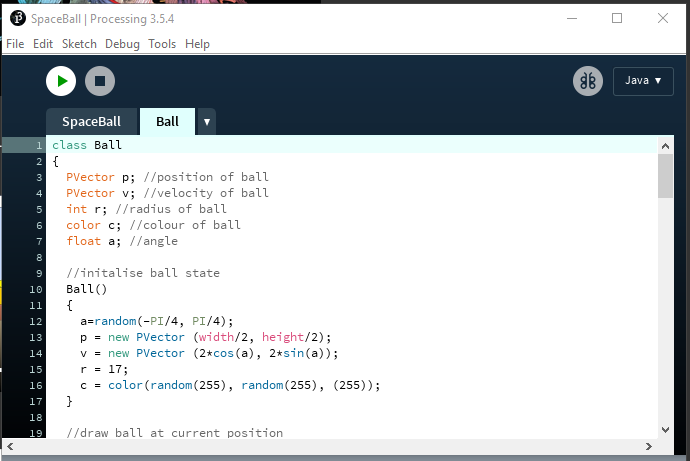 SpaceBall | Processing 3.5.4
File Edit Sketch Debug Tools Help
Java ▼
SpaceBall Ball ▼
1 class Ball
2 {
3 PVector p; //position of ball
4 PVector v; //velocity of ball
5 int r; //radius of ball
6 color c; //colour of ball
7 float a; //angle
8
9 //initalise ball state
10 Ball()
11 {
12 a=random(-PI/4, PI/4);
13 p = new PVector (width/2, height/2);
14 v = new PVector (2*cos(a), 2*sin(a));
15 r = 17;
16 c = color(random(255), random(255), (255));
17 }
18
19 //draw ball at current position